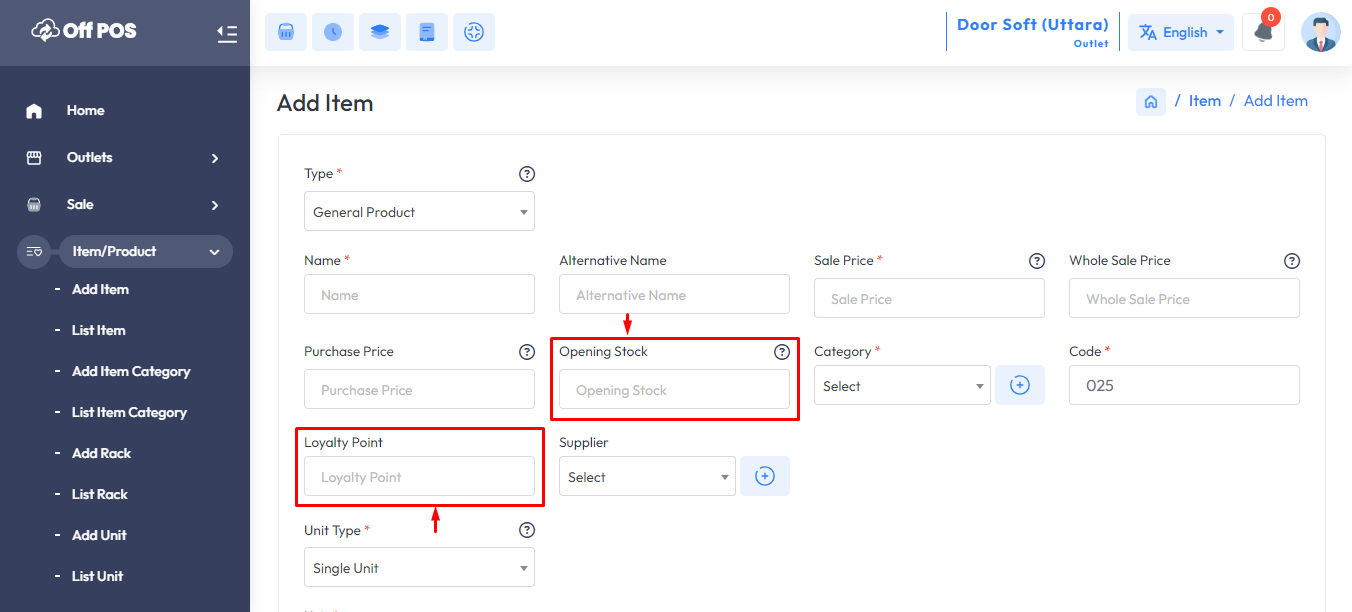 Off POS
Door Soft (Uttara)
Outlet
English
0
Home
Outlets
Sale
Item/Product
- Add Item
- List Item
- Add Item Category
- List Item Category
- Add Rack
- List Rack
- Add Unit
- List Unit
Add Item
/ Item / Add Item
Type * ?
General Product
Name * Alternative Name Sale Price * ? Whole Sale Price ?
Name Alternative Name Sale Price Whole Sale Price
Purchase Price ? Opening Stock ? Category * Code *
Purchase Price Opening Stock Select 025
Loyalty Point Supplier
Loyalty Point Select
Unit Type * ?
Single Unit